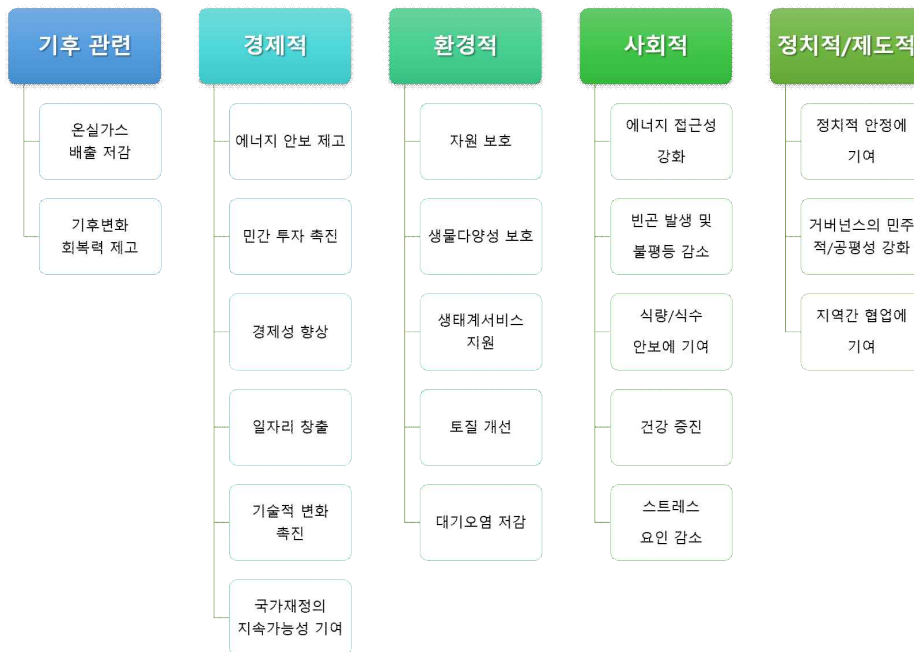 기후 관련
온실가스
배출 저감
기후변화
회복력 제고
경제적
에너지 안보 제고
민간 투자 촉진
경제성 향상
일자리 창출
기술적 변화
촉진
국가재정의
지속가능성 기여
환경적
자원 보호
생물다양성 보호
생태계서비스
지원
토질 개선
대기오염 저감
사회적
에너지 접근성
강화
빈곤 발생 및
불평등 감소
식량/식수
안보에 기여
건강 증진
스트레스
요인 감소
정치적/제도적
정치적 안정에
기여
거버넌스의 민주
적/공평성 강화
지역간 협업에
기여